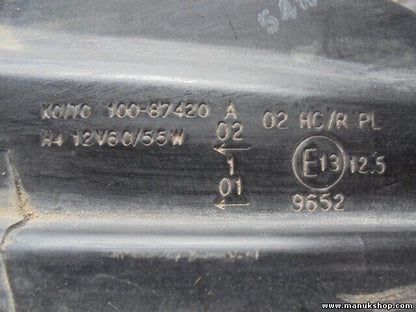 KOITO 100-87420 A 02 HC/R PL
H4 12V60/55W 02
1 E13 12.5
01 9652
www.manukshop.com